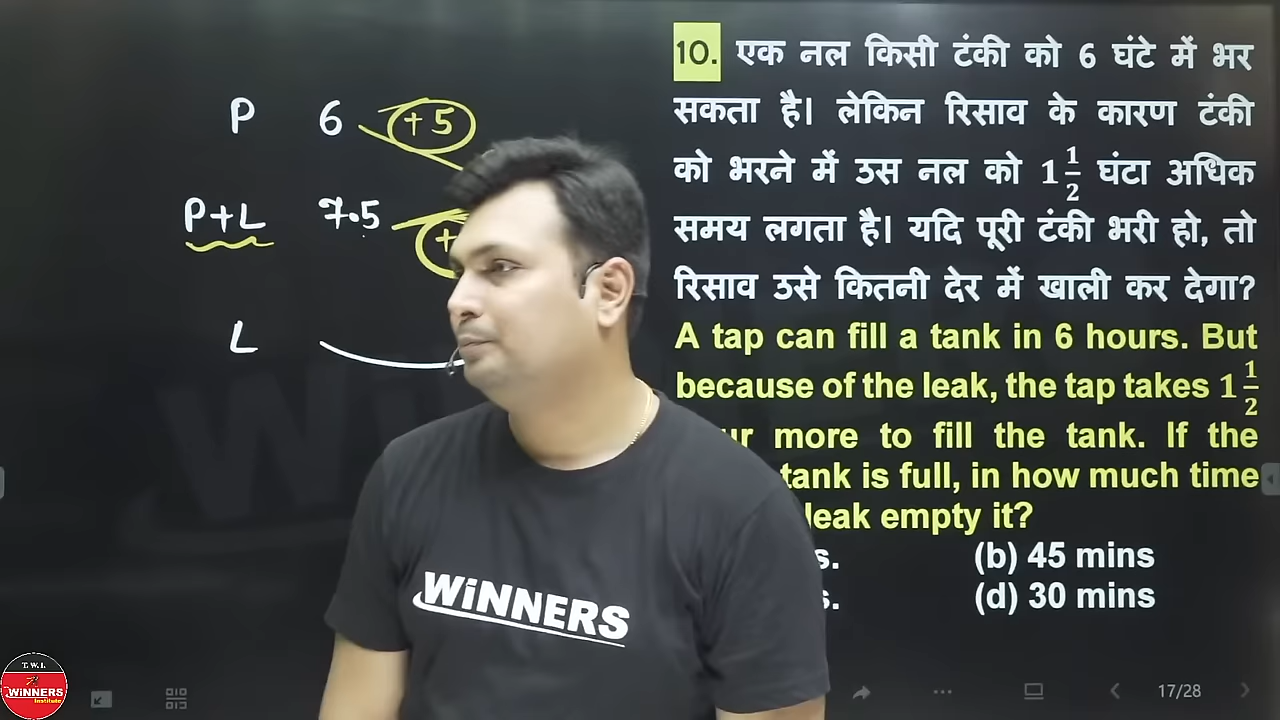 P 6 +5
P+L 7.5 +
L
10. एक नल किसी टंकी को 6 घंटे में भर
सकता है। लेकिन रिसाव के कारण टंकी
को भरने में उस नल को 1 1/2 घंटा अधिक
समय लगता है। यदि पूरी टंकी भरी हो, तो
रिसाव उसे कितनी देर में खाली कर देगा?
A tap can fill a tank in 6 hours. But
because of the leak, the tap takes 1 1/2
more to fill the tank. If the
tank is full, in how much time
leak empty it?
(b) 45 mins
(d) 30 mins
WiNNERS
T.W.I.
WiNNERS
Institute
17/28